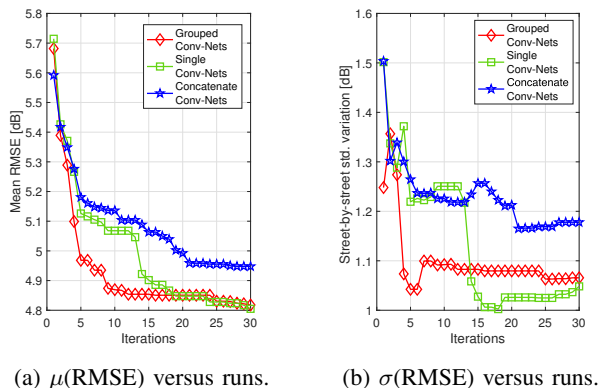 Grouped
Conv-Nets
Single
Conv-Nets
Concatenate
Conv-Nets
Mean RMSE [dB]
5.8
5.7
5.6
5.5
5.4
5.3
5.2
5.1
5
4.9
4.8
0 5 10 15 20 25 30
Iterations
(a) μ(RMSE) versus runs.
Grouped
Conv-Nets
Single
Conv-Nets
Concatenate
Conv-Nets
Street-by-street std. variation [dB]
1.6
1.5
1.4
1.3
1.2
1.1
1
0 5 10 15 20 25 30
Iterations
(b) σ(RMSE) versus runs.